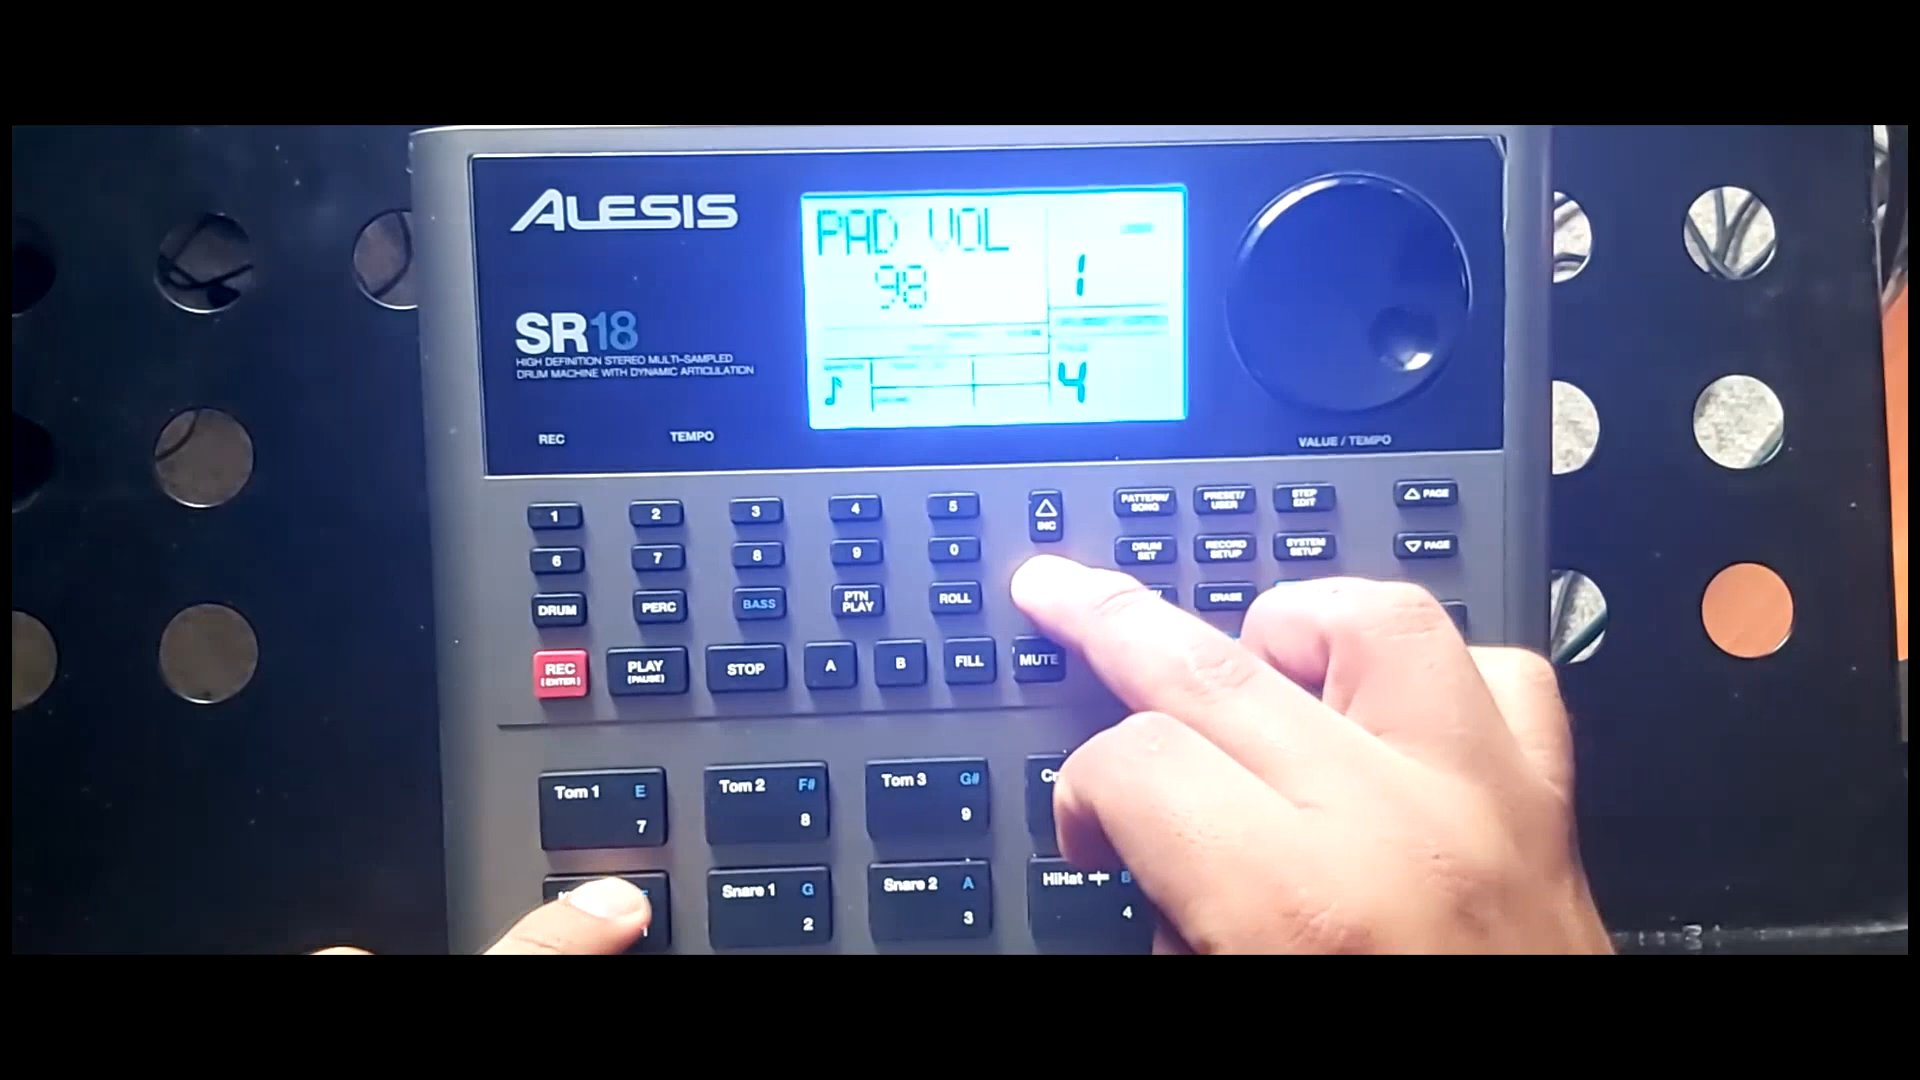 ALESIS
PAD VOL
98
1
4
SR18
HIGH DEFINITION STEREO MULTI-SAMPLED
DRUM MACHINE WITH DYNAMIC ARTICULATION
REC
TEMPO
VALUE / TEMPO
1 2 3 4 5
INC
PATTERN/
SONG
PRESET/
USER
STEP
EDIT
PAGE
6 7 8 9 0
DRUM
SET
RECORD
SETUP
SYSTEM
SETUP
PAGE
DRUM
PERC
BASS
PTN
PLAY
ROLL
ERASE
REC
(ENTER)
PLAY
(PAUSE)
STOP
A
B
FILL
MUTE
Tom 1 E
7
Tom 2 F#
8
Tom 3 G#
9
Snare 1 G
2
Snare 2 A
3
HiHat B
4